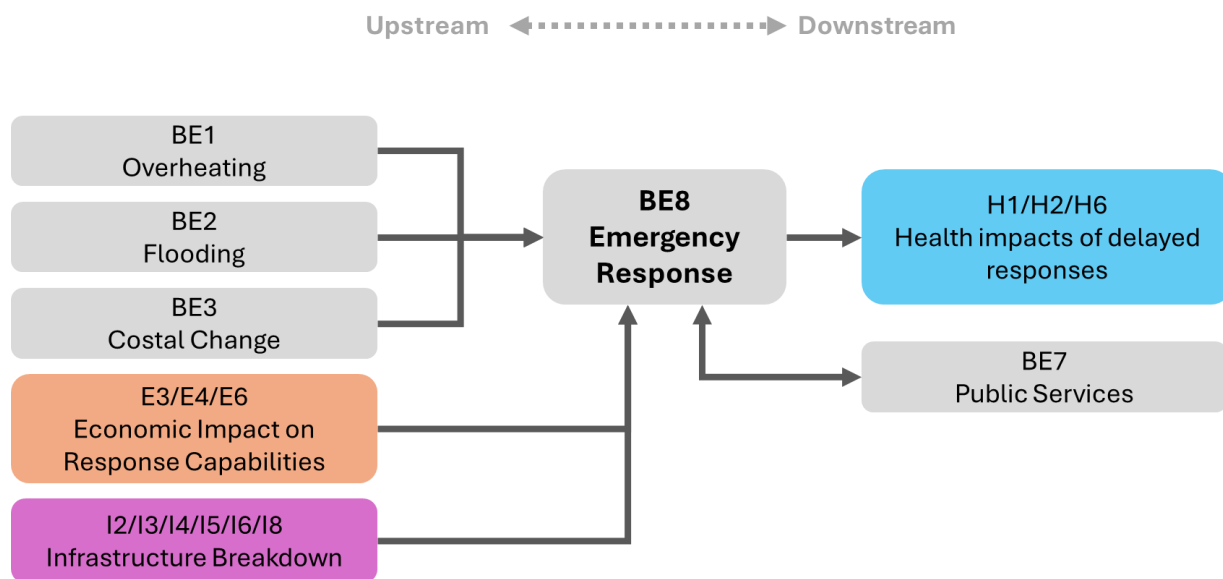 Upstream
Downstream
BE1
Overheating
BE2
Flooding
BE3
Costal Change
E3/E4/E6
Economic Impact on
Response Capabilities
I2/I3/I4/I5/I6/I8
Infrastructure Breakdown
BE8
Emergency
Response
H1/H2/H6
Health impacts of delayed
responses
BE7
Public Services